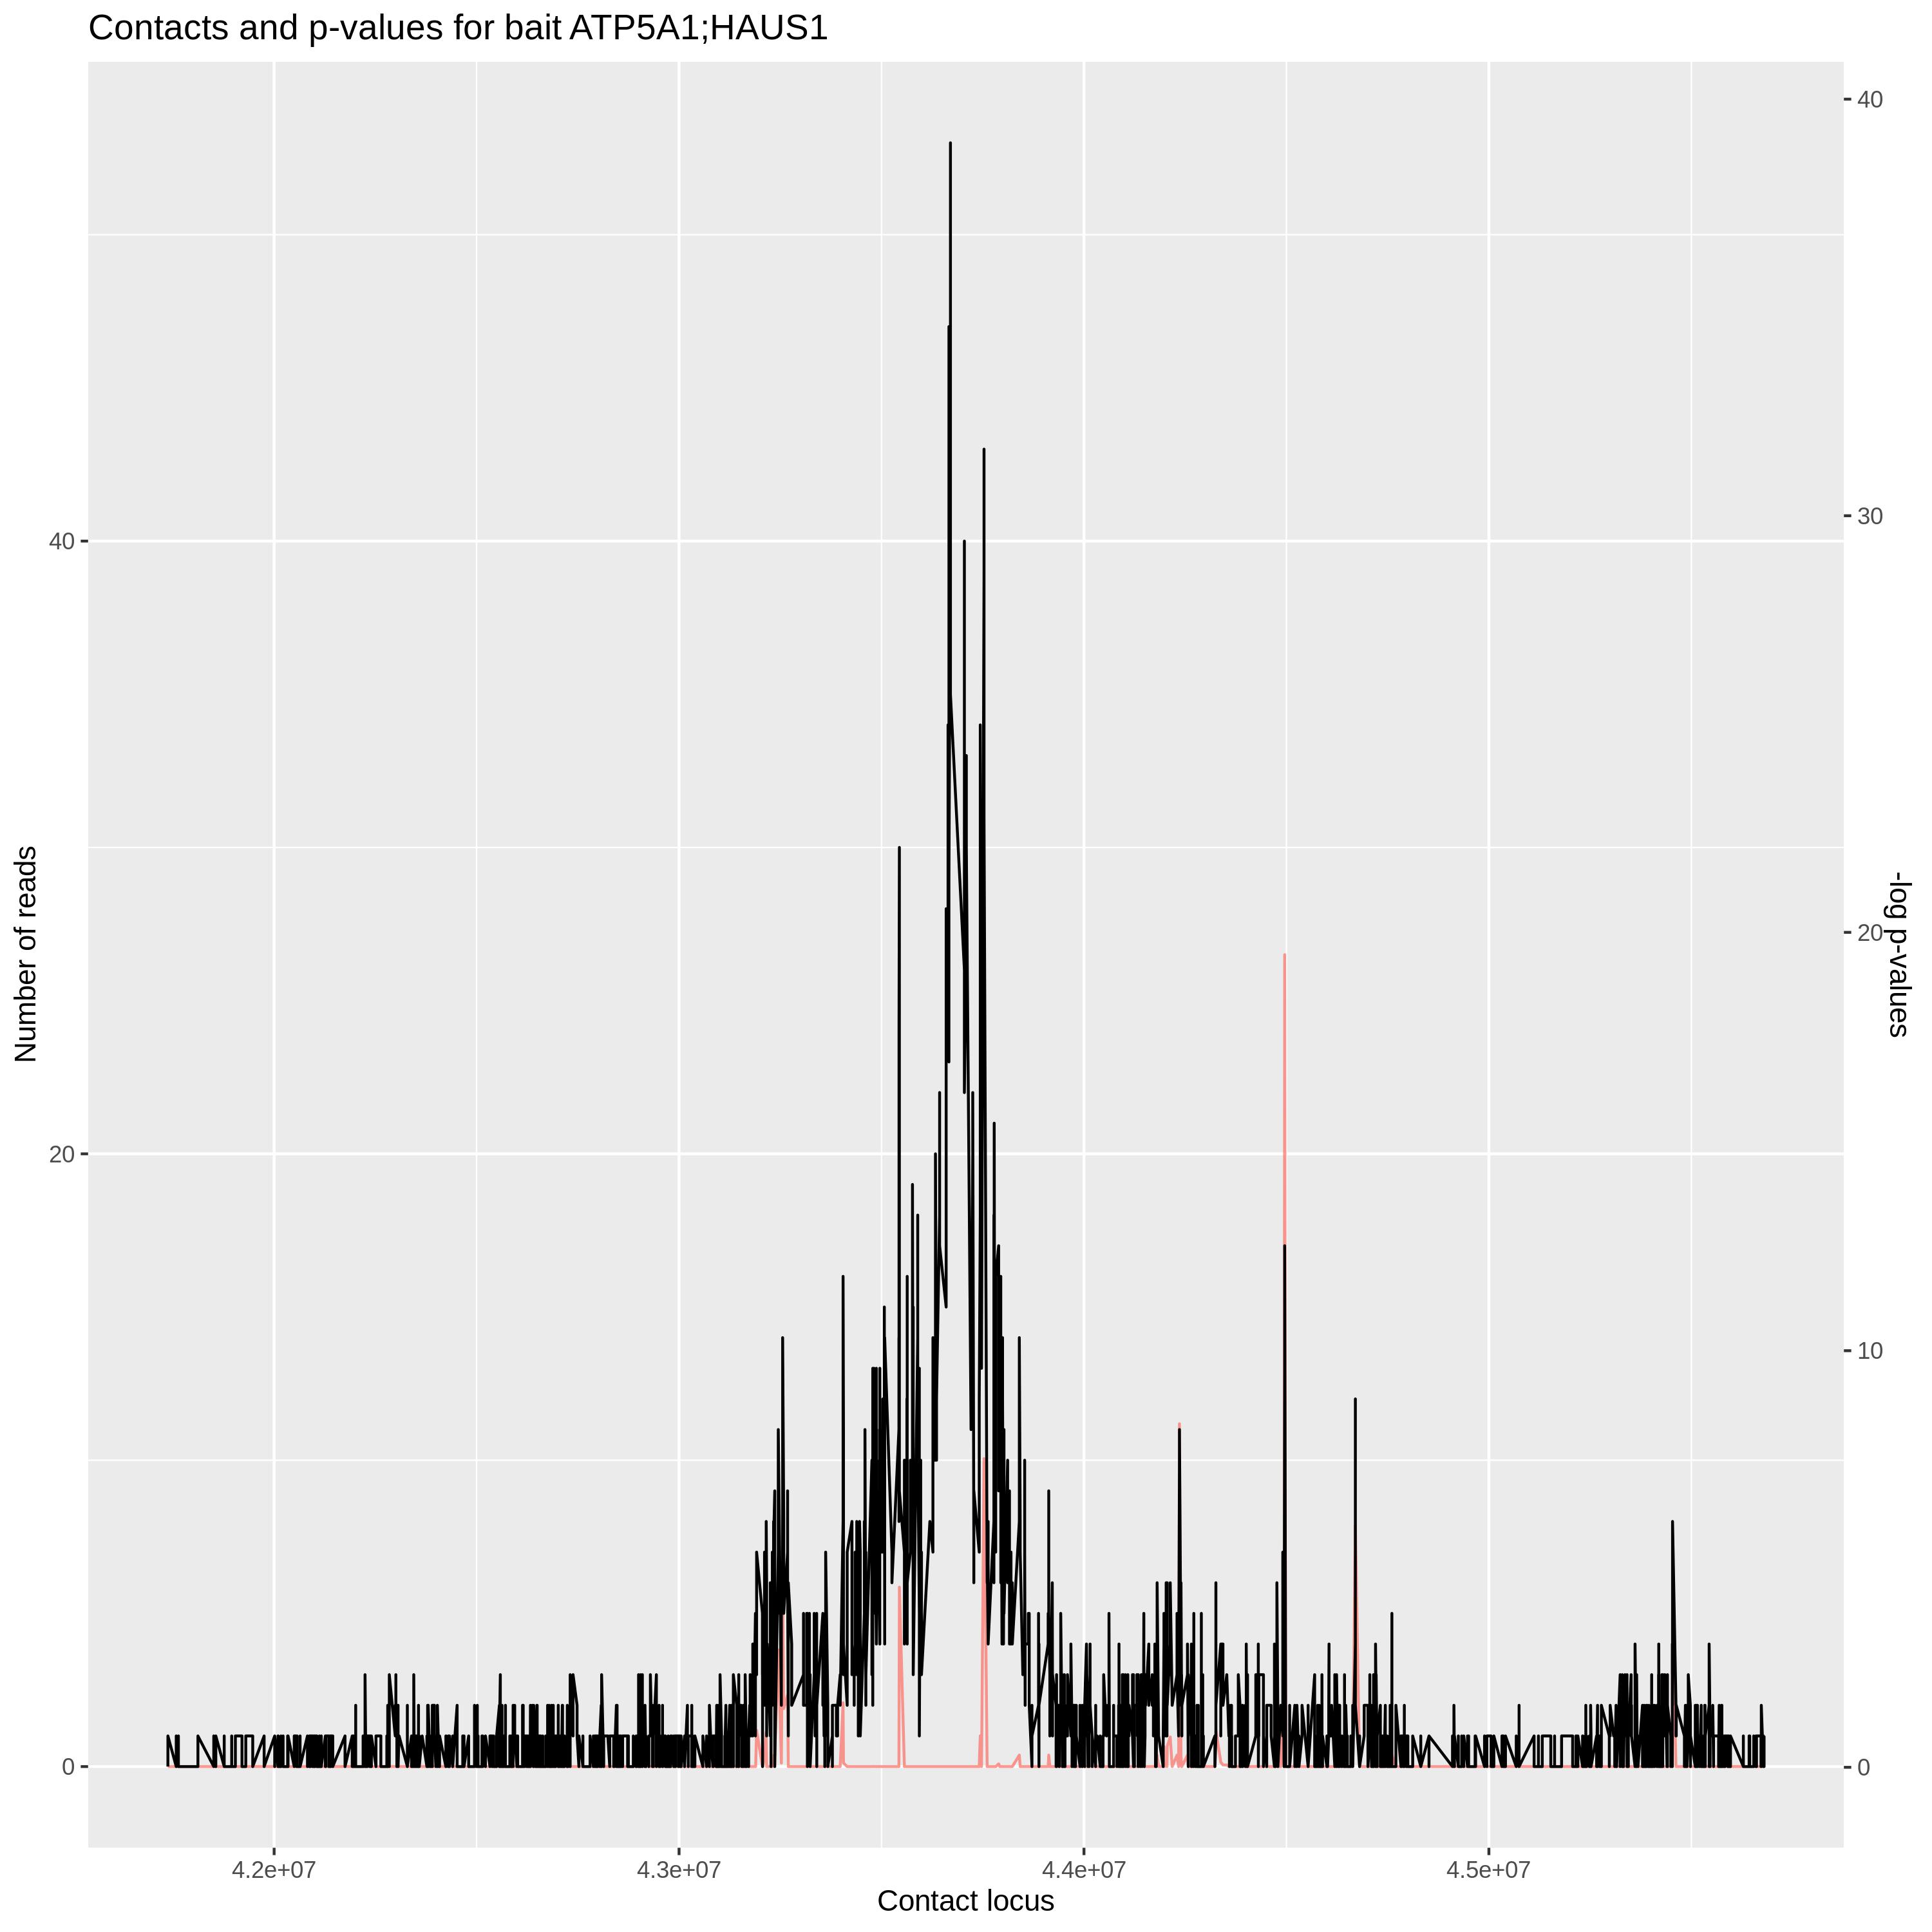 Contacts and p-values for bait ATP5A1;HAUS1
40
30
40
20
20
10
0
0
4.2e+07
4.3e+07
4.4e+07
4.5e+07
Number of reads
-log p-values
Contact locus